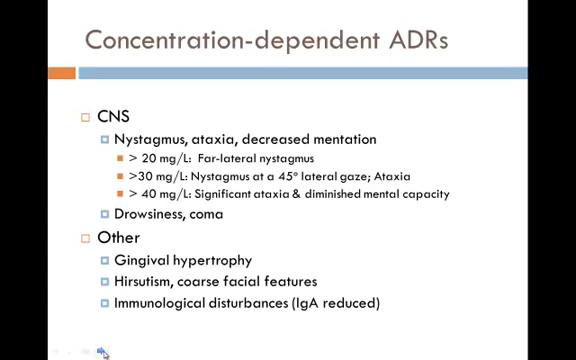 Concentration-dependent ADRs
CNS
Nystagmus, ataxia, decreased mentation
> 20 mg/L: Far-lateral nystagmus
>30 mg/L: Nystagmus at a 45° lateral gaze; Ataxia
> 40 mg/L: Significant ataxia & diminished mental capacity
Drowsiness, coma
Other
Gingival hypertrophy
Hirsutism, coarse facial features
Immunological disturbances (IgA reduced)